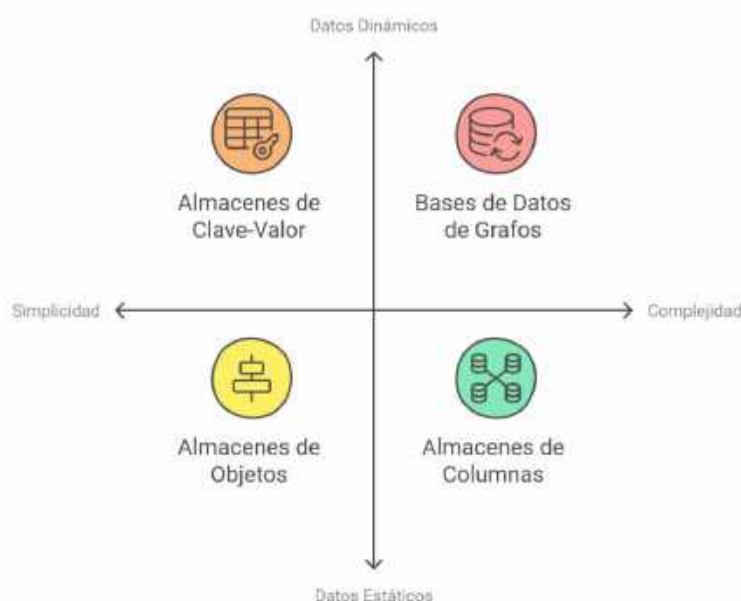 Datos Dinámicos
Almacenes de
Clave-Valor
Bases de Datos
de Grafos
Simplicidad
Complejidad
Almacenes de
Objetos
Almacenes de
Columnas
Datos Estáticos